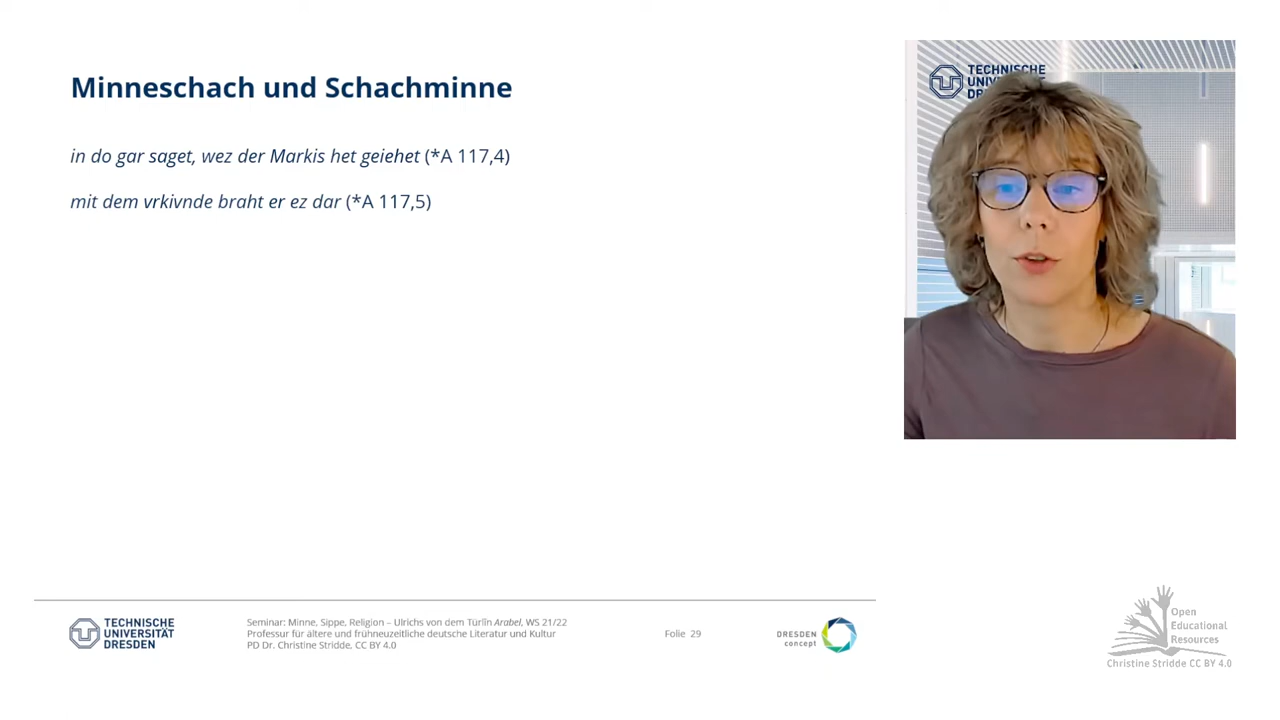 Minneschach und Schachminne
in do gar saget, wez der Markis het geiehet (*A 117,4)
mit dem vrkivnde braht er ez dar (*A 117,5)
TECHNISCHE
UNIVERSITÄT
DRESDEN
Seminar: Minne, Sippe, Religion – Ulrichs von dem Türlîn Arabel, WS 21/22
Professur für ältere und frühneuzeitliche deutsche Literatur und Kultur
PD Dr. Christine Stridde, CC BY 4.0
Folie 29
DRESDEN
concept
TECHNISCHE
Open
Educational
Resources
Christine Stridde CC BY 4.0